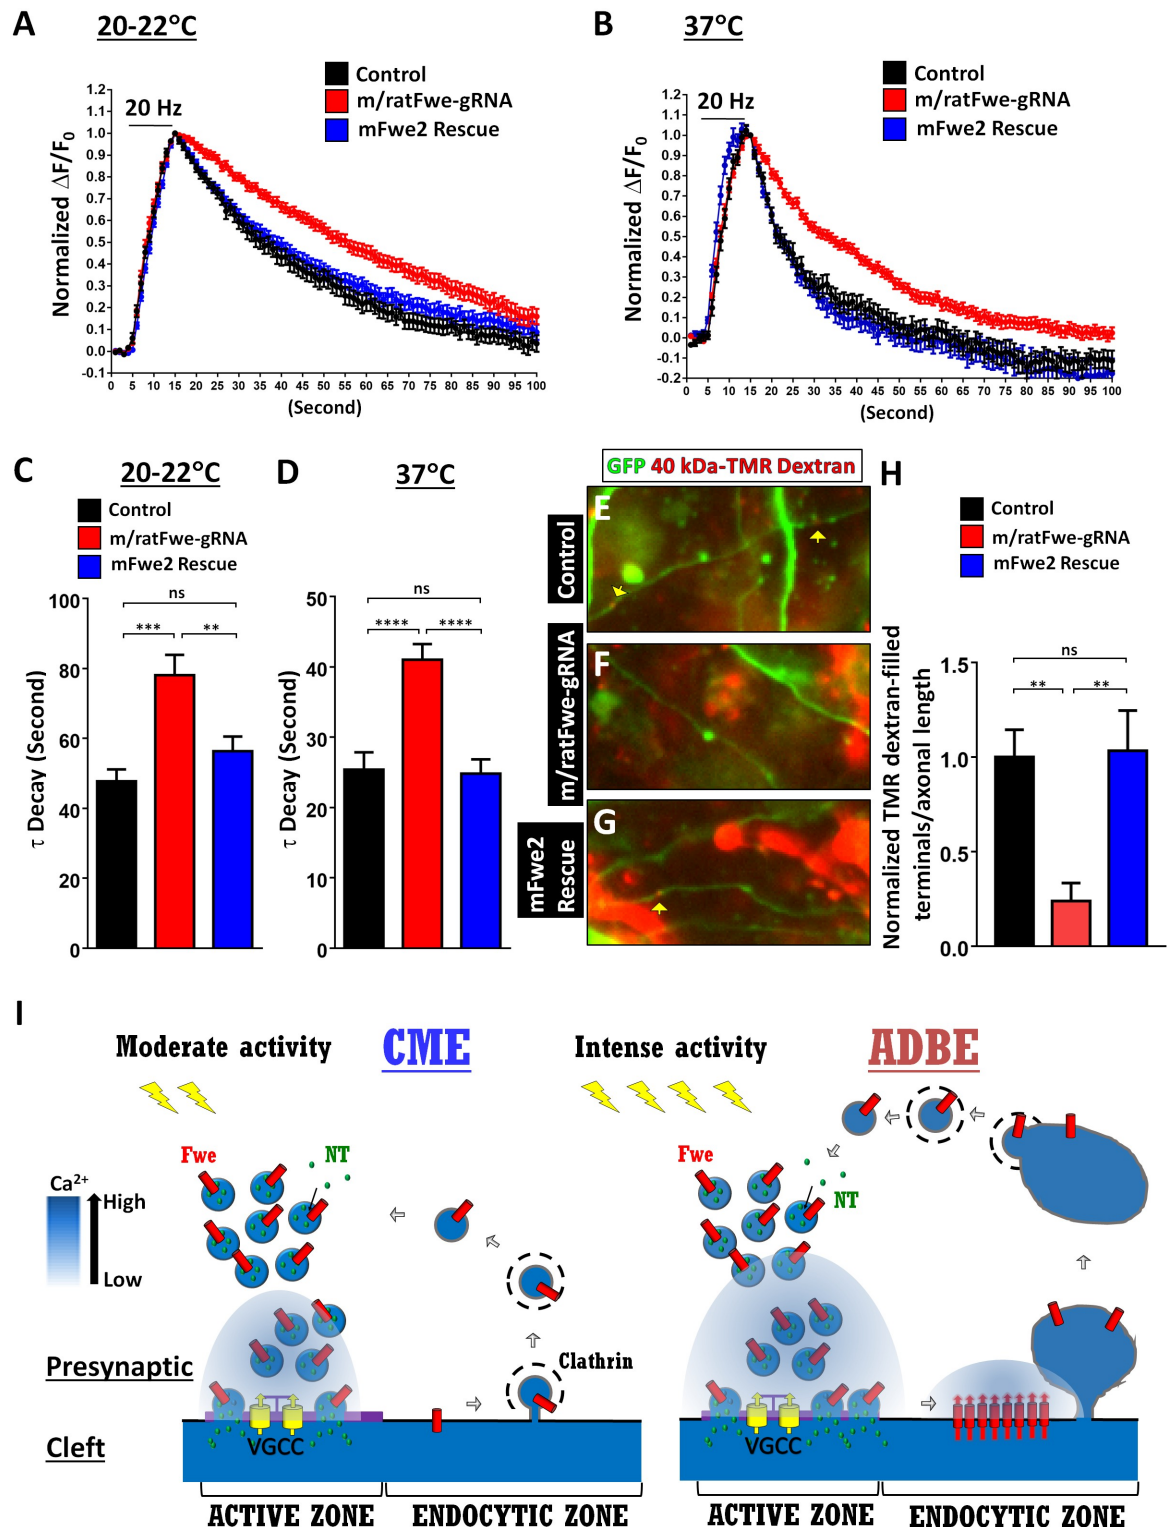 A
20-22°C
Control
m/ratFwe-gRNA
mFwe2 Rescue
20 Hz
Normalized ΔF/F0
1.2
1.1
1.0
0.9
0.8
0.7
0.6
0.5
0.4
0.3
0.2
0.1
0.0
-0.1
0 5 10 15 20 25 30 35 40 45 50 55 60 65 70 75 80 85 90 95 100
(Second)
B
37°C
Control
m/ratFwe-gRNA
mFwe2 Rescue
20 Hz
Normalized ΔF/F0
1.2
1.1
1.0
0.9
0.8
0.7
0.6
0.5
0.4
0.3
0.2
0.1
0.0
-0.1
-0.2
0 5 10 15 20 25 30 35 40 45 50 55 60 65 70 75 80 85 90 95 100
(Second)
C
20-22°C
Control
m/ratFwe-gRNA
mFwe2 Rescue
τ Decay (Second)
100
80
60
40
20
0
ns
*** **
D
37°C
τ Decay (Second)
50
40
30
20
10
0
ns
**** ****
GFP 40 kDa-TMR Dextran
Control
E
m/ratFwe-gRNA
F
mFwe2
Rescue
G
H
Control
m/ratFwe-gRNA
mFwe2 Rescue
Normalized TMR dextran-filled
terminals/axonal length
1.5
1.0
0.5
0.0
ns
** **
I
Moderate activity
CME
Intense activity
ADBE
Fwe
NT
Ca2+
High
Low
Clathrin
Presynaptic
Cleft
VGCC
ACTIVE ZONE
ENDOCYTIC ZONE
Fwe
NT
VGCC
ACTIVE ZONE
ENDOCYTIC ZONE